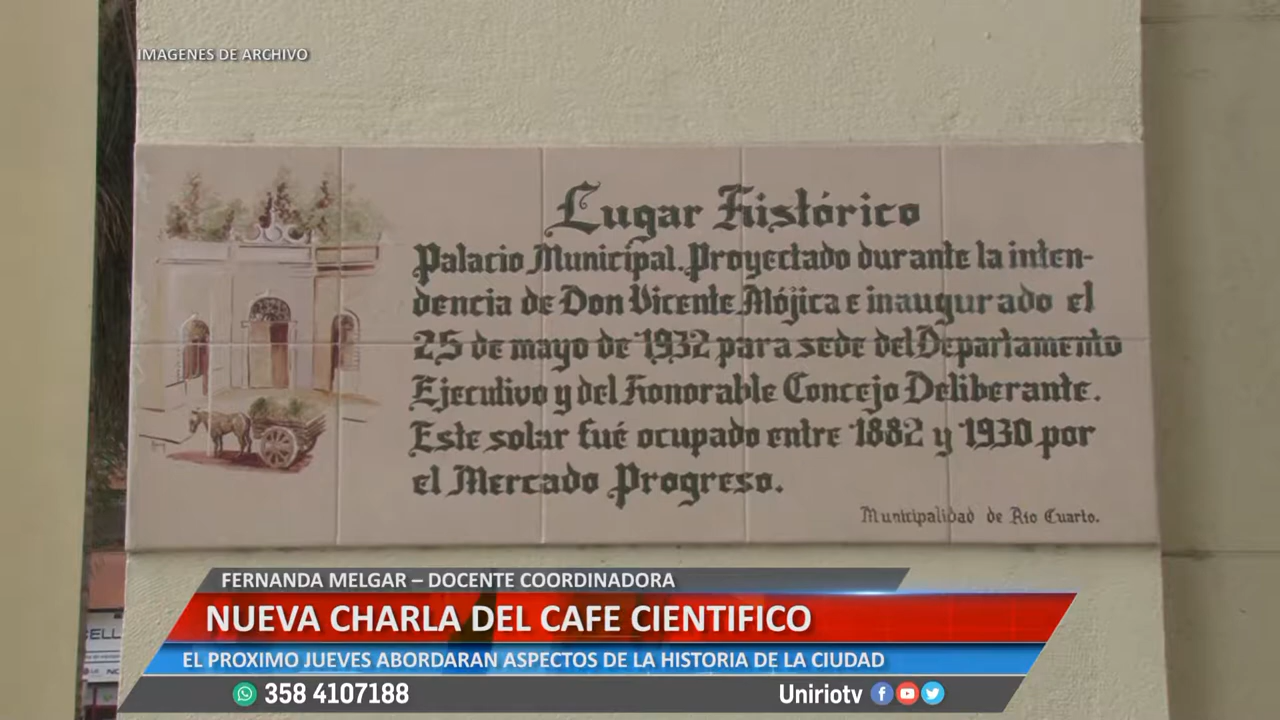 IMAGENES DE ARCHIVO
Lugar Histórico
Palacio Municipal. Proyectado durante la inten-
dencia de Don Vicente Mójica e inaugurado el
25 de mayo de 1932 para sede del Departamento
Ejecutivo y del Honorable Concejo Deliberante.
Este solar fué ocupado entre 1882 y 1930 por
el Mercado Progreso.
Municipalidad de Río Cuarto.
FERNANDA MELGAR – DOCENTE COORDINADORA
NUEVA CHARLA DEL CAFE CIENTIFICO
EL PROXIMO JUEVES ABORDARAN ASPECTOS DE LA HISTORIA DE LA CIUDAD
358 4107188
Uniriotv